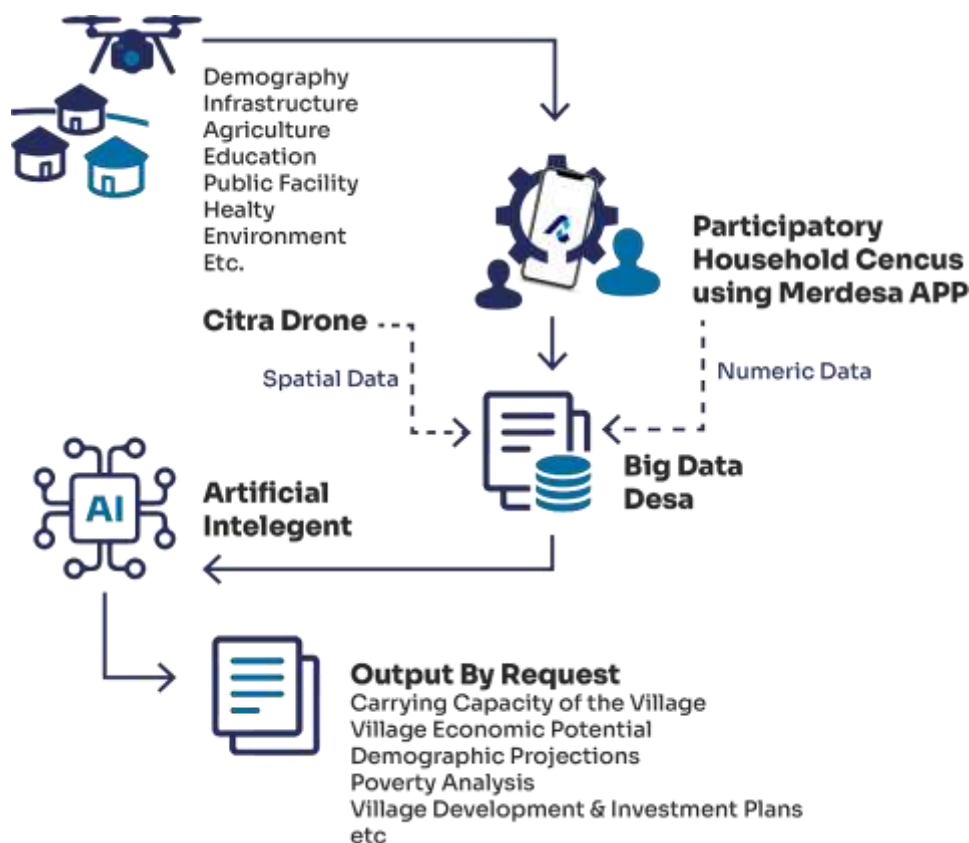 Demography
Infrastructure
Agriculture
Education
Public Facility
Healty
Environment
Etc.
Participatory
Household Cencus
using Merdesa APP
Citra Drone
Spatial Data
Numeric Data
Big Data
Desa
AI
Artificial
Intelegent
Output By Request
Carrying Capacity of the Village
Village Economic Potential
Demographic Projections
Poverty Analysis
Village Development & Investment Plans
etc